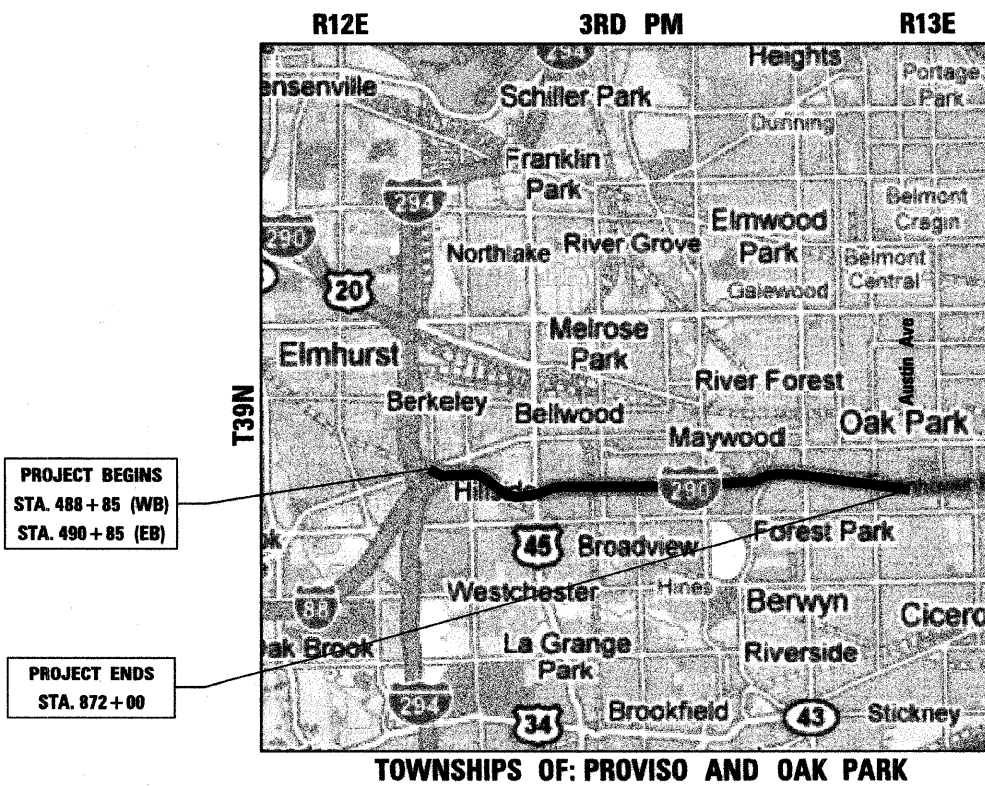 R12E 3RD PM R13E
294
Heights
ensenville
Schiller Park
Portage
Park
Dunning
Franklin
Park
294
Belmont
Cragin
Elmwood
Park
290
Northlake
River Grove
Belmont
Central
20
Galewood
Melrose
Park
Elmhurst
Austin Ave
River Forest
T39N
Berkeley
Bellwood
Oak Park
Maywood
PROJECT BEGINS
STA. 488+85 (WB)
STA. 490+85 (EB)
290
Forest Park
45
Broadview
Westchester
Hines
88
Berwyn
Cicero
ak Brook
La Grange
Park
Riverside
PROJECT ENDS
STA. 872+00
294
34
Brookfield
43
Stickney
TOWNSHIPS OF: PROVISO AND OAK PARK